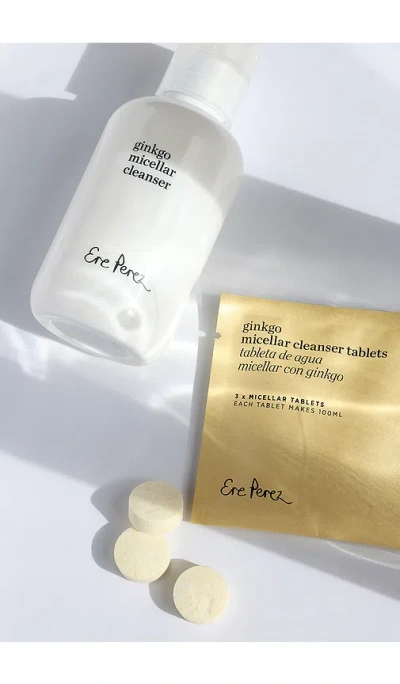 ginkgo
micellar
cleanser
Ere Perez
ginkgo
micellar cleanser tablets
tableta de agua
micellar con ginkgo
3 x MICELLAR TABLETS
EACH TABLET MAKES 100ML
Ere Perez